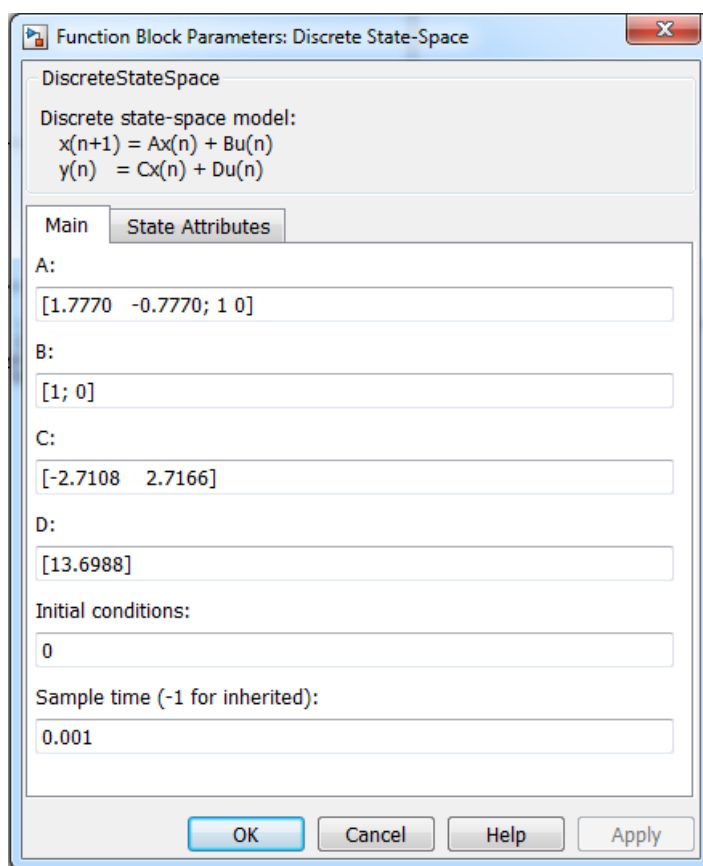 Function Block Parameters: Discrete State-Space
DiscreteStateSpace
Discrete state-space model:
x(n+1) = Ax(n) + Bu(n)
y(n) = Cx(n) + Du(n)
Main State Attributes
A:
[1.7770 -0.7770; 1 0]
B:
[1; 0]
C:
[-2.7108 2.7166]
D:
[13.6988]
Initial conditions:
0
Sample time (-1 for inherited):
0.001
OK Cancel Help Apply